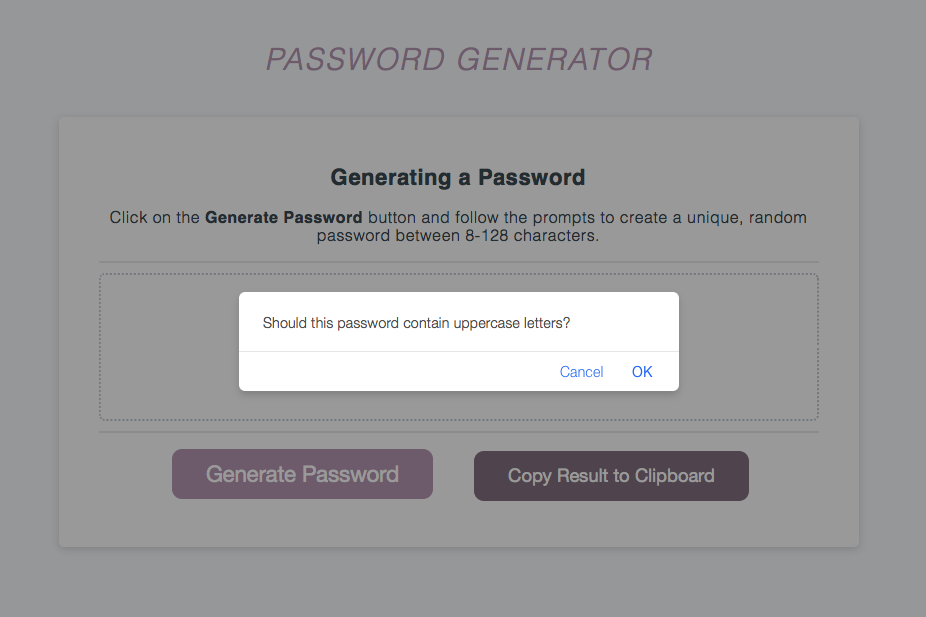 PASSWORD GENERATOR
Generating a Password
Click on the Generate Password button and follow the prompts to create a unique, random
password between 8-128 characters.
Should this password contain uppercase letters?
Cancel OK
Generate Password Copy Result to Clipboard